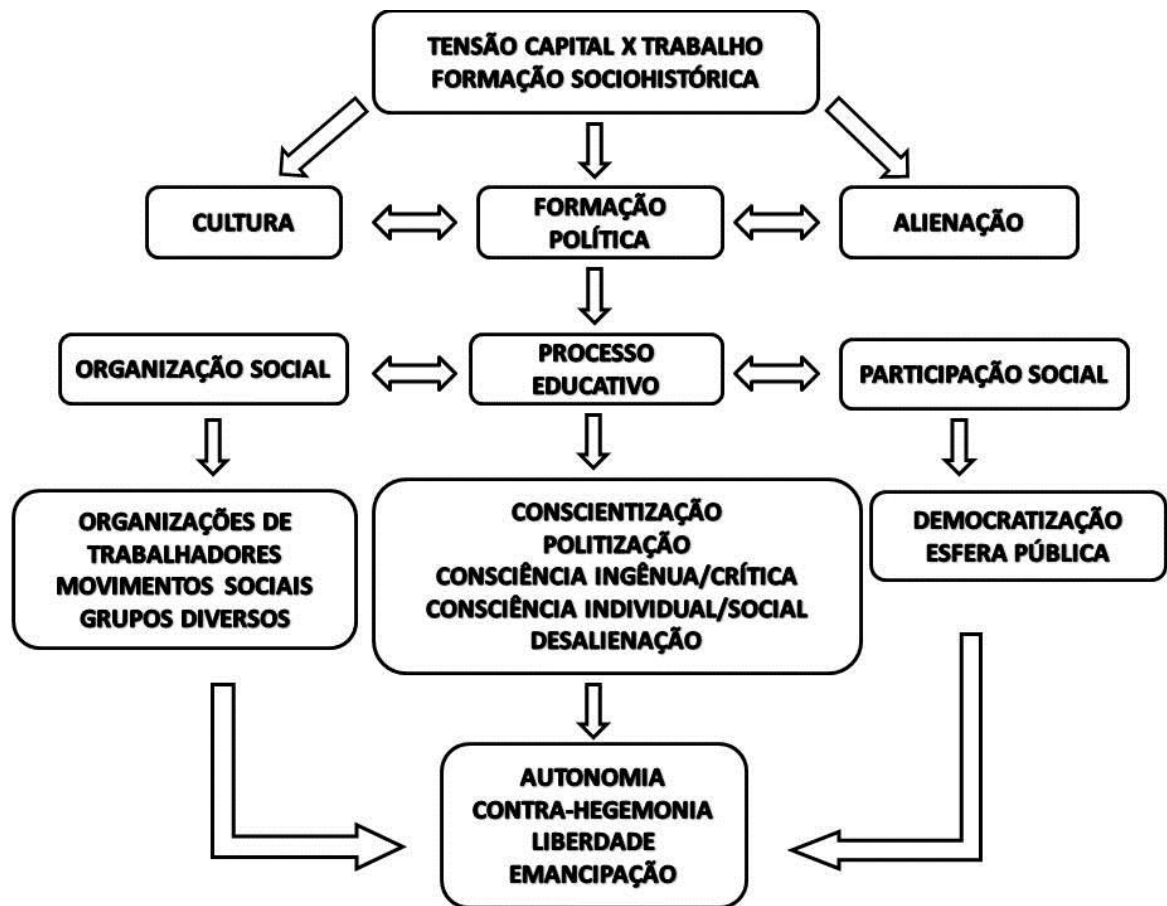 TENSÃO CAPITAL X TRABALHO
FORMAÇÃO SOCIOHISTÓRICA
CULTURA
FORMAÇÃO
POLÍTICA
ALIENAÇÃO
ORGANIZAÇÃO SOCIAL
PROCESSO
EDUCATIVO
PARTICIPAÇÃO SOCIAL
ORGANIZAÇÕES DE
TRABALHADORES
MOVIMENTOS SOCIAIS
GRUPOS DIVERSOS
CONSCIENTIZAÇÃO
POLITIZAÇÃO
CONSCIÊNCIA INGÊNUA/CRÍTICA
CONSCIÊNCIA INDIVIDUAL/SOCIAL
DESALIENAÇÃO
DEMOCRATIZAÇÃO
ESFERA PÚBLICA
AUTONOMIA
CONTRA-HEGEMONIA
LIBERDADE
EMANCIPAÇÃO